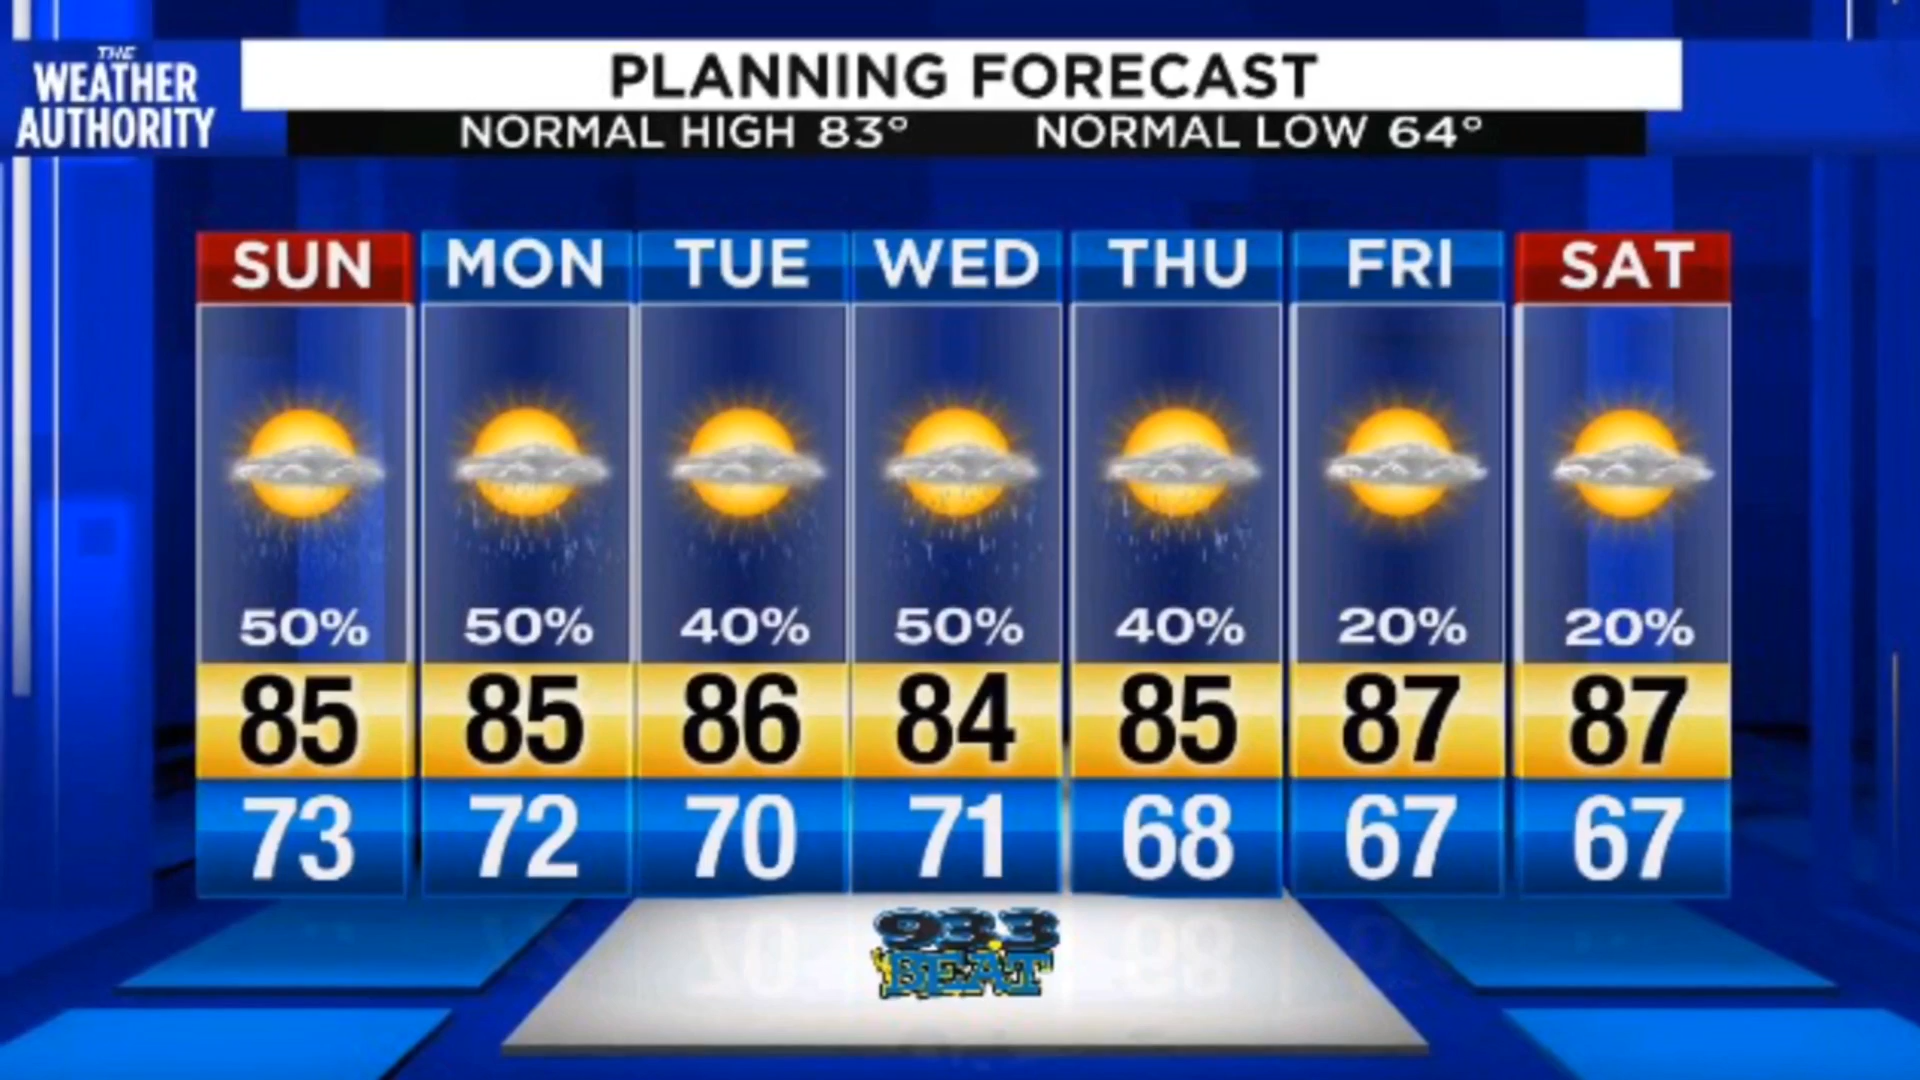 THE
WEATHER
AUTHORITY
PLANNING FORECAST
NORMAL HIGH 83° NORMAL LOW 64°
SUN MON TUE WED THU FRI SAT
50% 50% 40% 50% 40% 20% 20%
85 85 86 84 85 87 87
73 72 70 71 68 67 67
93.3
BEAT